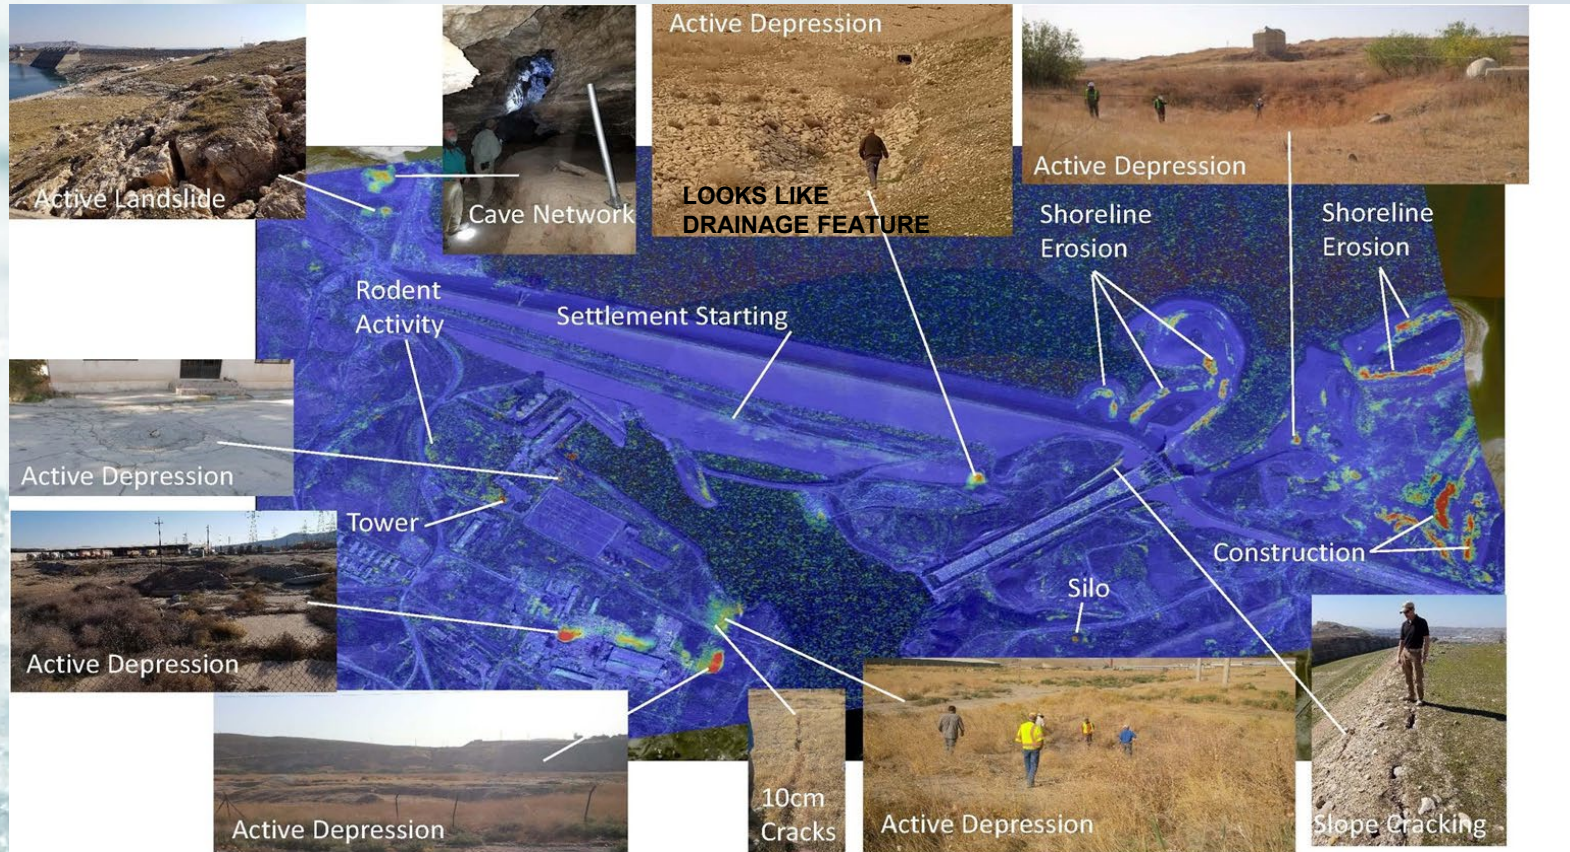 Active Depression
Active Landslide
Cave Network
LOOKS LIKE
DRAINAGE FEATURE
Active Depression
Shoreline
Erosion
Shoreline
Erosion
Rodent
Activity
Settlement Starting
Active Depression
Tower
Construction
Silo
Active Depression
Active Depression
10cm
Cracks
Active Depression
Slope Cracking